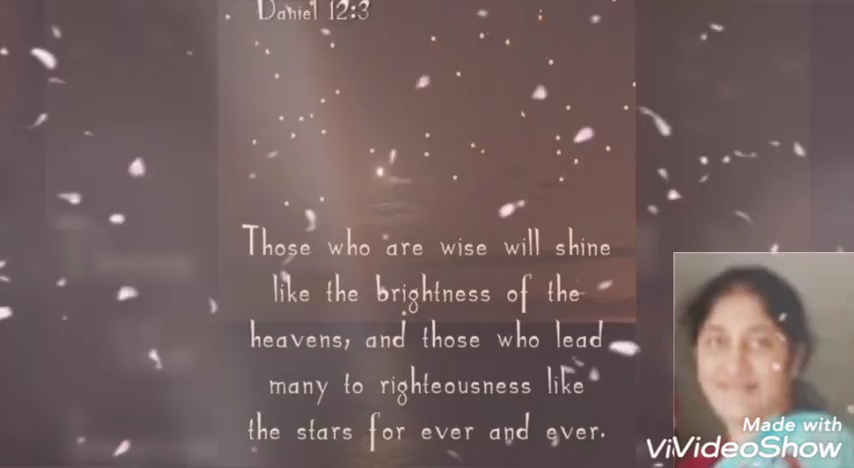 Daniel 12:3
Those who are wise will shine
like the brightness of the
heavens, and those who lead
many to righteousness like
the stars for ever and ever.
Made with
ViVideoShow